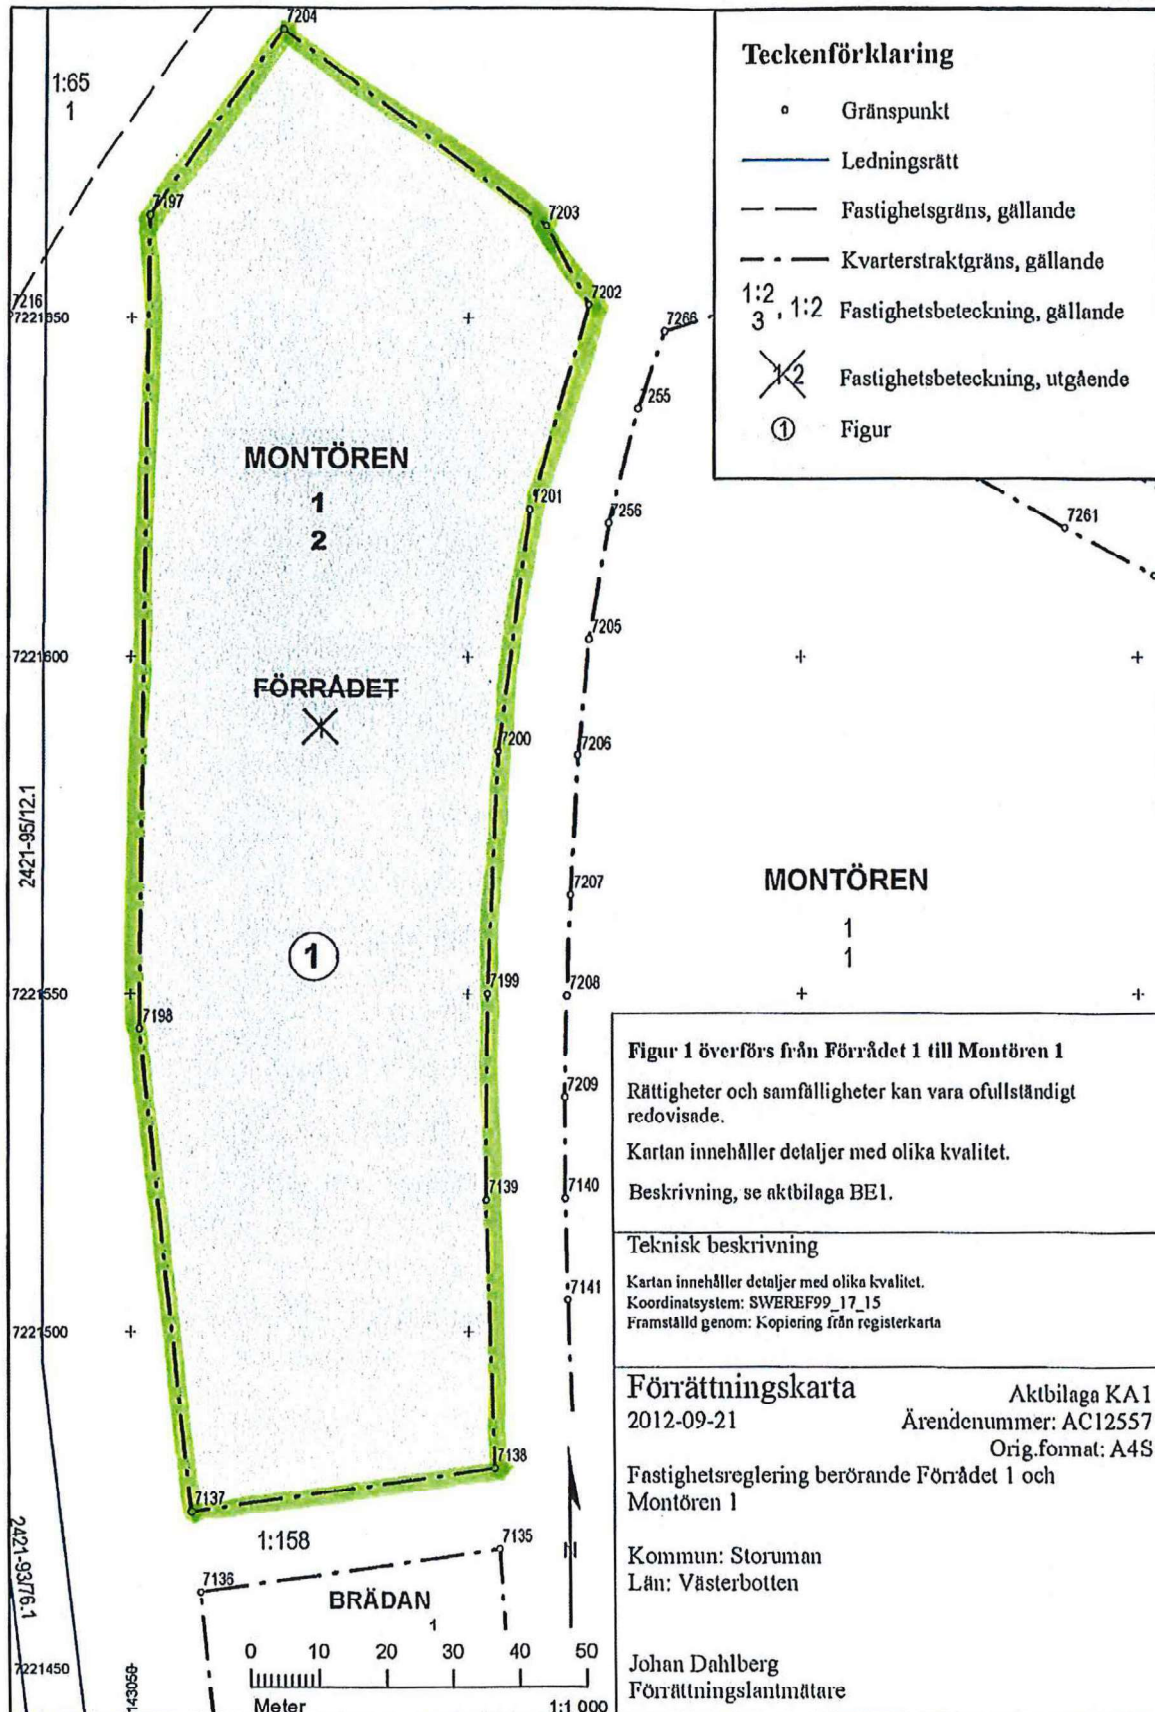 7204
1:65
1
7197
7203
7202
7216
7221650
7266
7255
MONTÖREN
1
2
7201
7256
7261
7205
7221600
FÖRRÅDET
1
7200
7206
2421-95/12.1
7207
MONTÖREN
1
1
1
7199
7208
7221550
7198
7209
7139
7140
7141
7221500
7138
7137
1:158
7135
7136
BRÄDAN
1
2421-93/76.1
0 10 20 30 40 50
7221450
143050
Meter
1:1 000
N
Teckenförklaring
Gränspunkt
Ledningsrätt
Fastighetsgräns, gällande
Kvarterstraktgräns, gällande
1:2
3 , 1:2 Fastighetsbeteckning, gällande
1:2 Fastighetsbeteckning, utgående
1 Figur
Figur 1 överförs från Förrådet 1 till Montören 1
Rättigheter och samfälligheter kan vara ofullständigt
redovisade.
Kartan innehåller detaljer med olika kvalitet.
Beskrivning, se aktbilaga BE1.
Teknisk beskrivning
Kartan innehåller detaljer med olika kvalitet.
Koordinatsystem: SWEREF99_17_15
Framställd genom: Kopiering från registerkarta
Förrättningskarta Aktbilaga KA1
2012-09-21 Ärendenummer: AC12557
Orig.format: A4S
Fastighetsreglering berörande Förrådet 1 och
Montören 1
Kommun: Storuman
Län: Västerbotten
Johan Dahlberg
Förrättningslantmätare